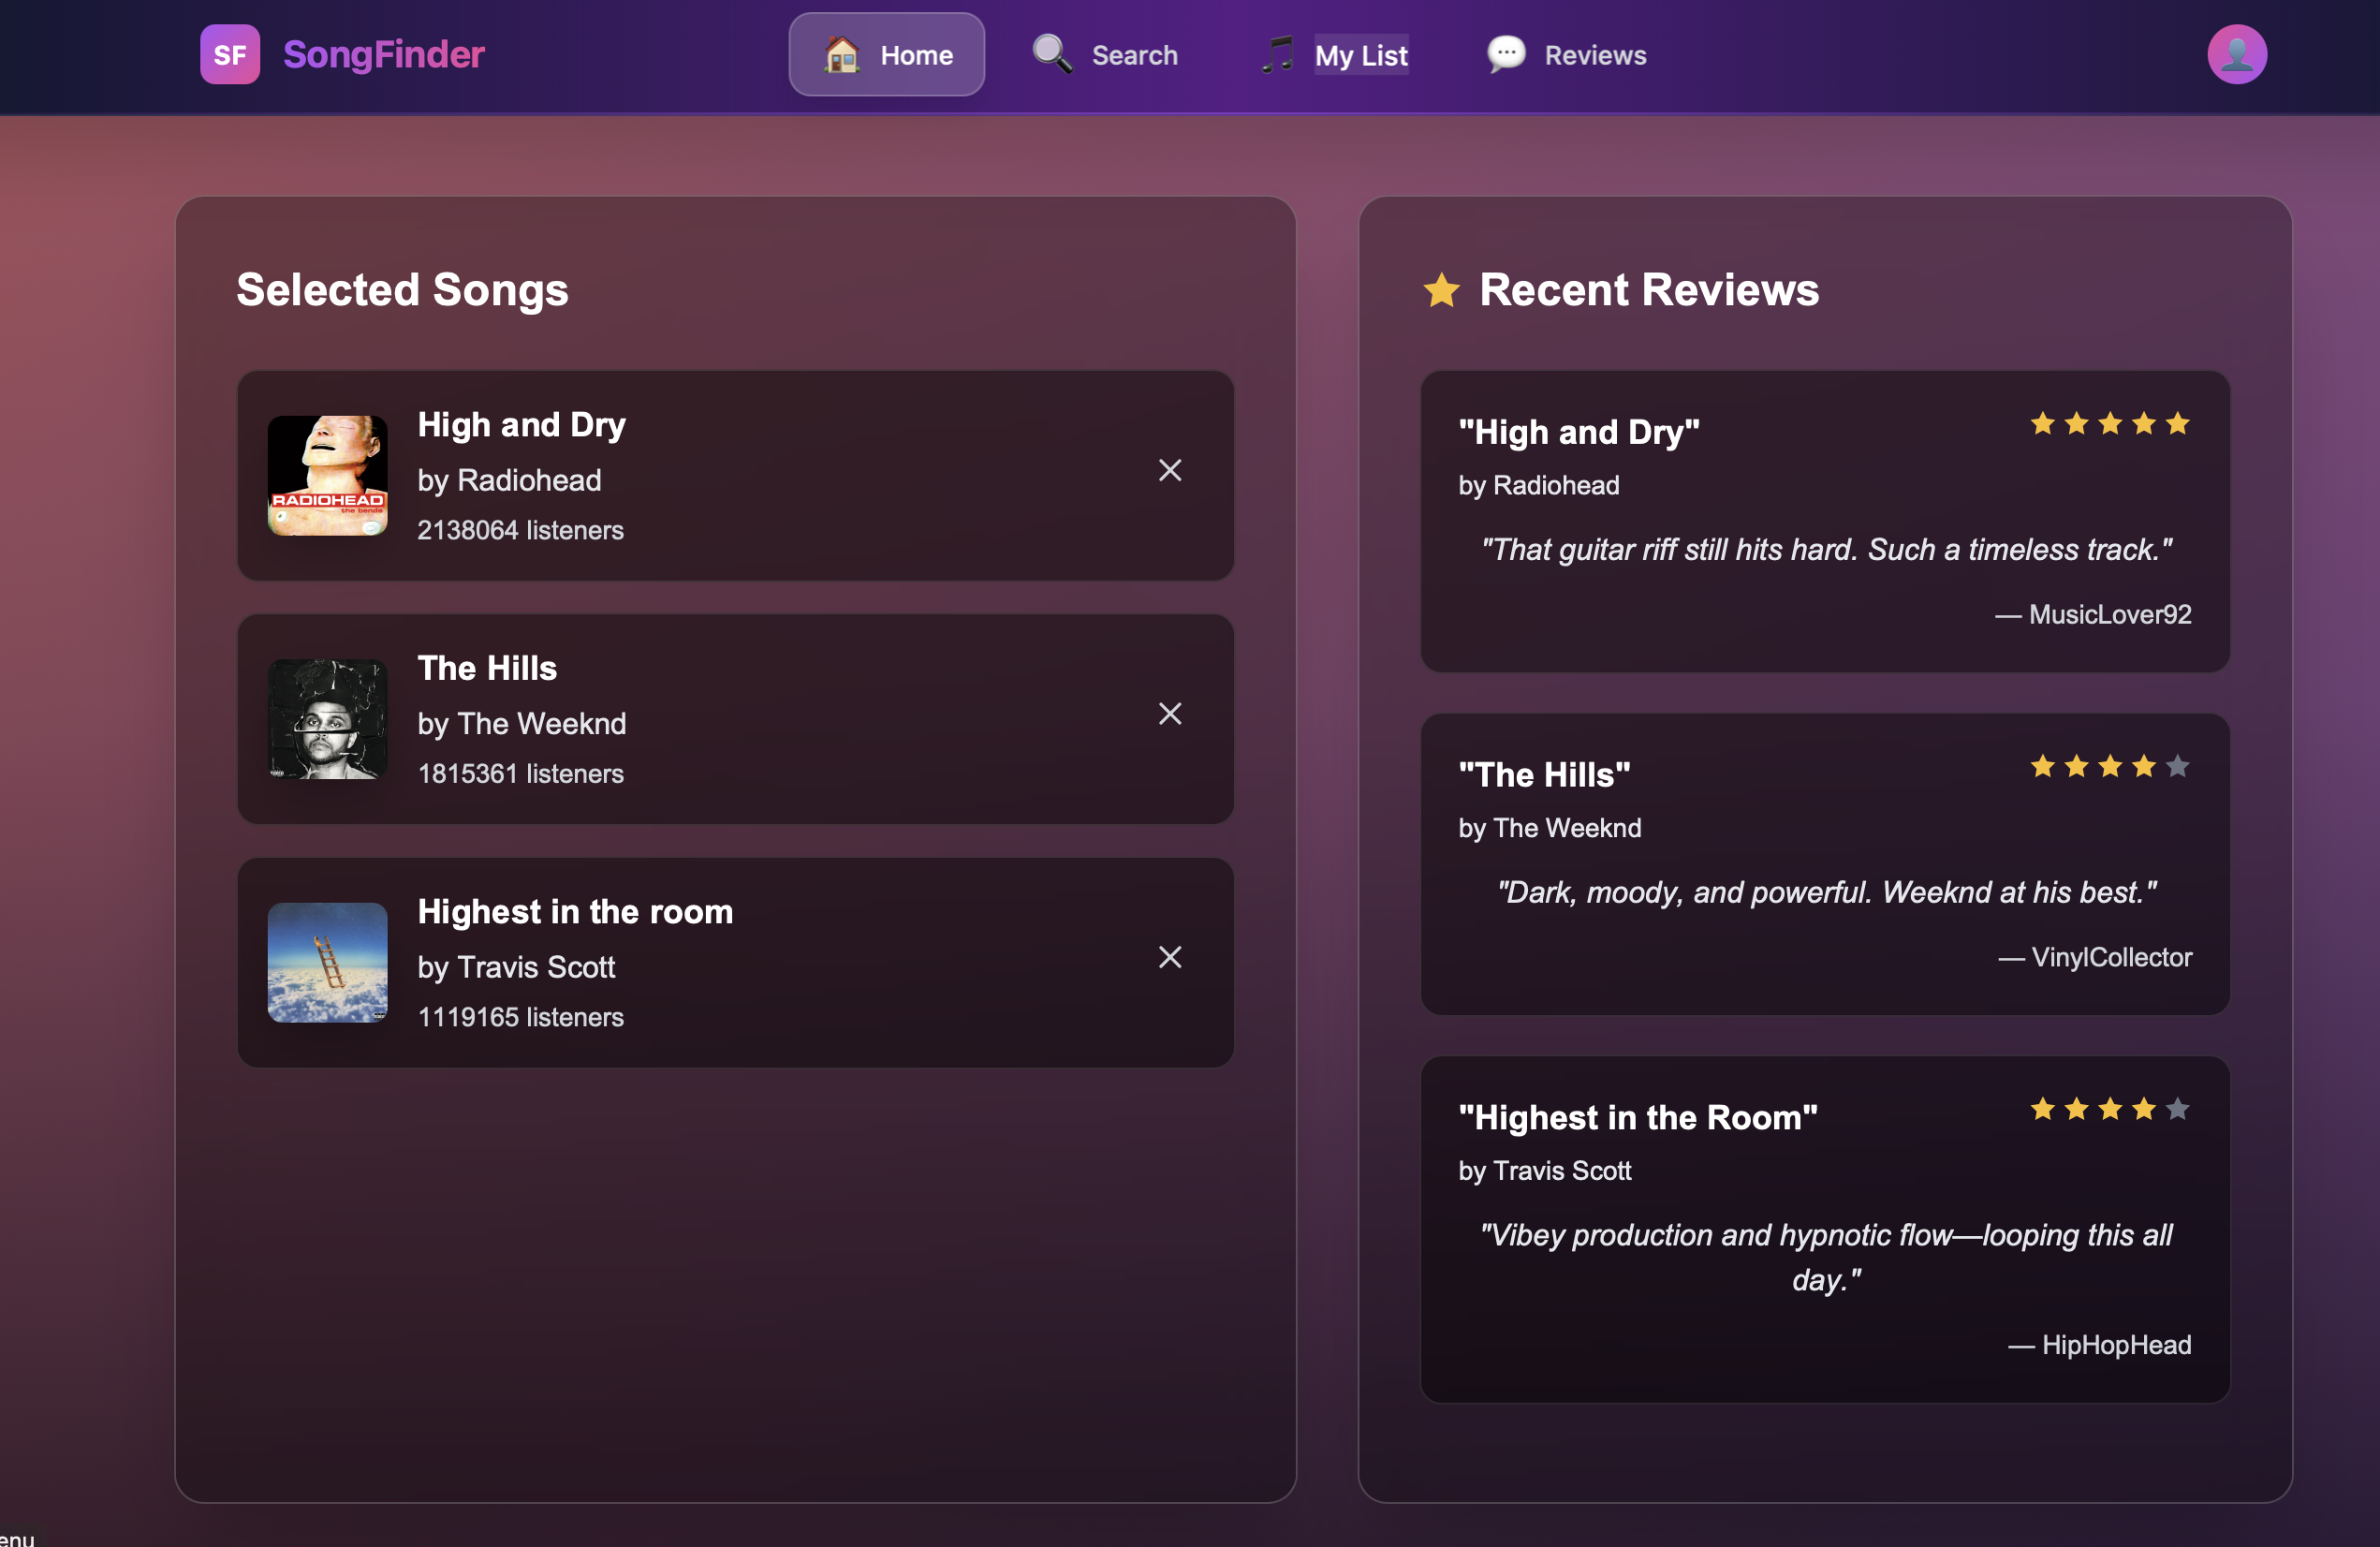 SF SongFinder Home Search My List Reviews
Selected Songs
High and Dry
by Radiohead
2138064 listeners
RADIOHEAD
the bends
The Hills
by The Weeknd
1815361 listeners
Highest in the room
by Travis Scott
1119165 listeners
Recent Reviews
"High and Dry"
by Radiohead
"That guitar riff still hits hard. Such a timeless track."
— MusicLover92
"The Hills"
by The Weeknd
"Dark, moody, and powerful. Weeknd at his best."
— VinylCollector
"Highest in the Room"
by Travis Scott
"Vibey production and hypnotic flow—looping this all
day."
— HipHopHead
enu